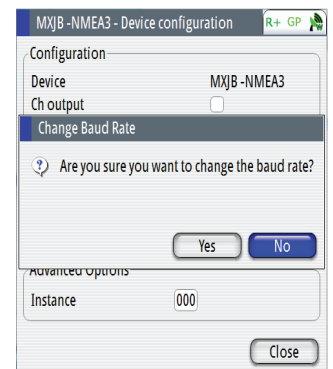 MXJB -NMEA3 - Device configuration R+ GP
Configuration
Device MXJB -NMEA3
Ch output
Change Baud Rate
Are you sure you want to change the baud rate?
Yes No
Advanced Options
Instance 000
Close